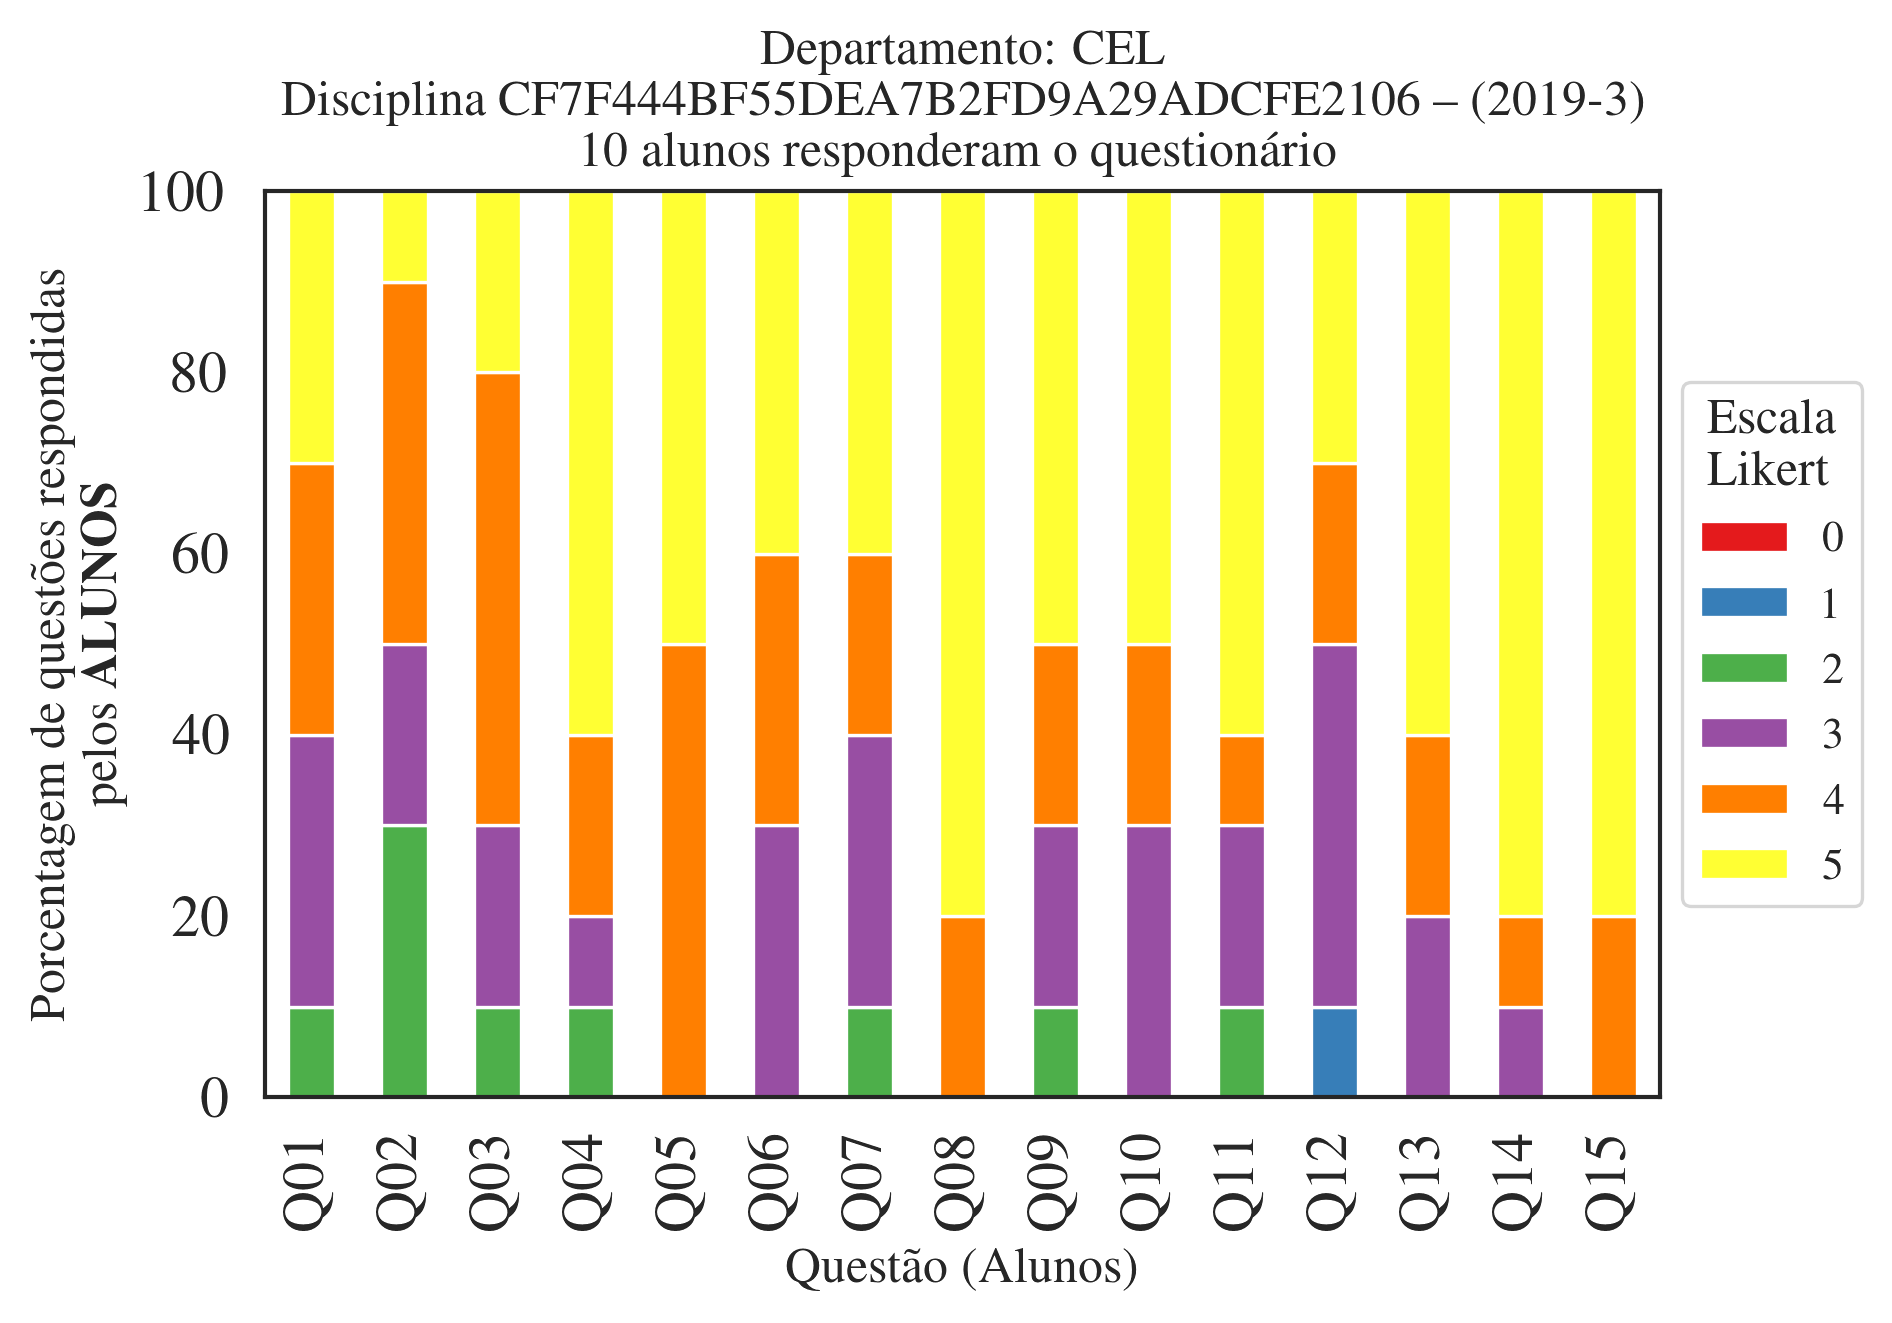 Departamento: CEL
Disciplina CF7F444BF55DEA7B2FD9A29ADCFE2106 – (2019-3)
10 alunos responderam o questionário
Porcentagem de questões respondidas
pelos ALUNOS
100
80
60
40
20
0
Q01
Q02
Q03
Q04
Q05
Q06
Q07
Q08
Q09
Q10
Q11
Q12
Q13
Q14
Q15
Questão (Alunos)
Escala
Likert
0
1
2
3
4
5